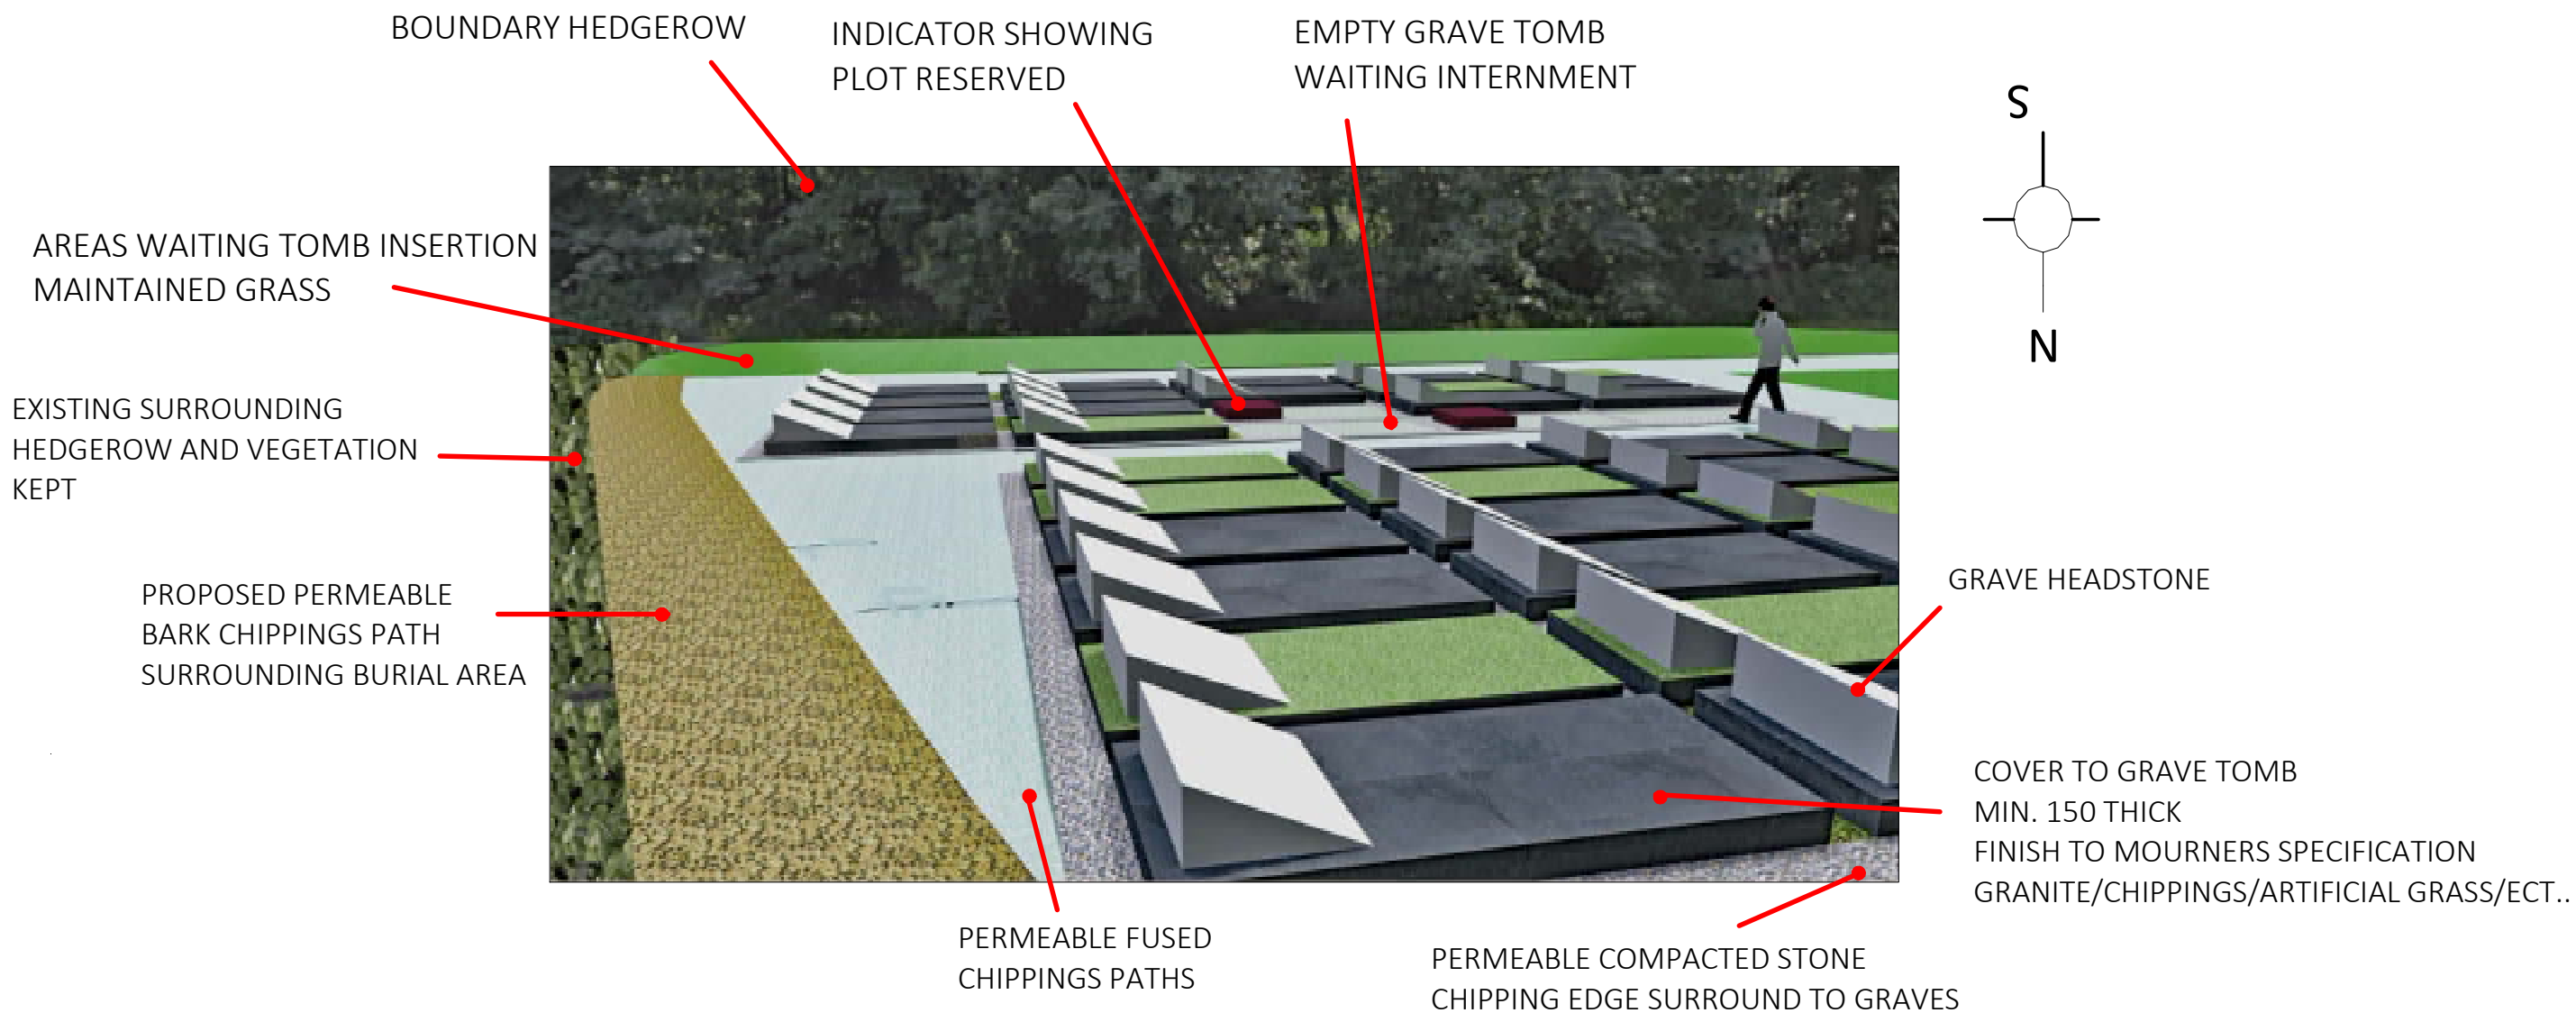 BOUNDARY HEDGEROW
INDICATOR SHOWING
PLOT RESERVED
EMPTY GRAVE TOMB
WAITING INTERNMENT
S
N
AREAS WAITING TOMB INSERTION
MAINTAINED GRASS
EXISTING SURROUNDING
HEDGEROW AND VEGETATION
KEPT
PROPOSED PERMEABLE
BARK CHIPPINGS PATH
SURROUNDING BURIAL AREA
GRAVE HEADSTONE
COVER TO GRAVE TOMB
MIN. 150 THICK
FINISH TO MOURNERS SPECIFICATION
GRANITE/CHIPPINGS/ARTIFICIAL GRASS/ECT..
PERMEABLE FUSED
CHIPPINGS PATHS
PERMEABLE COMPACTED STONE
CHIPPING EDGE SURROUND TO GRAVES